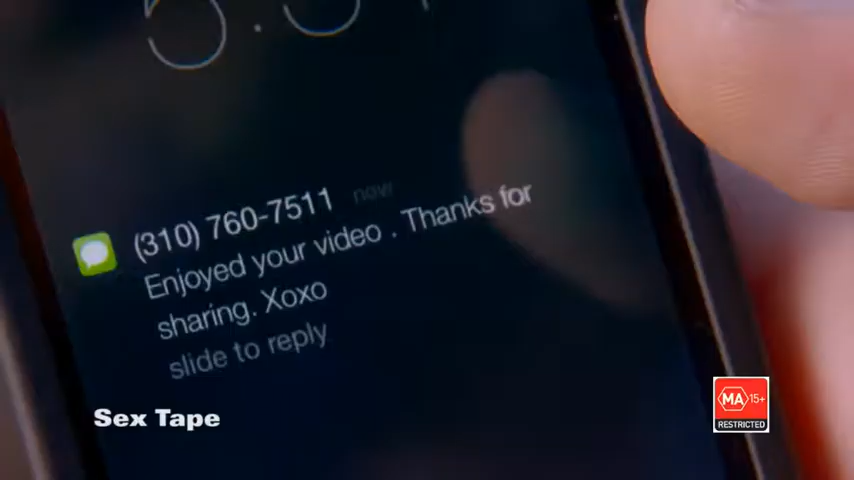 (310) 760-7511 now
Enjoyed your video . Thanks for
sharing. Xoxo
slide to reply
Sex Tape
MA 15+
RESTRICTED